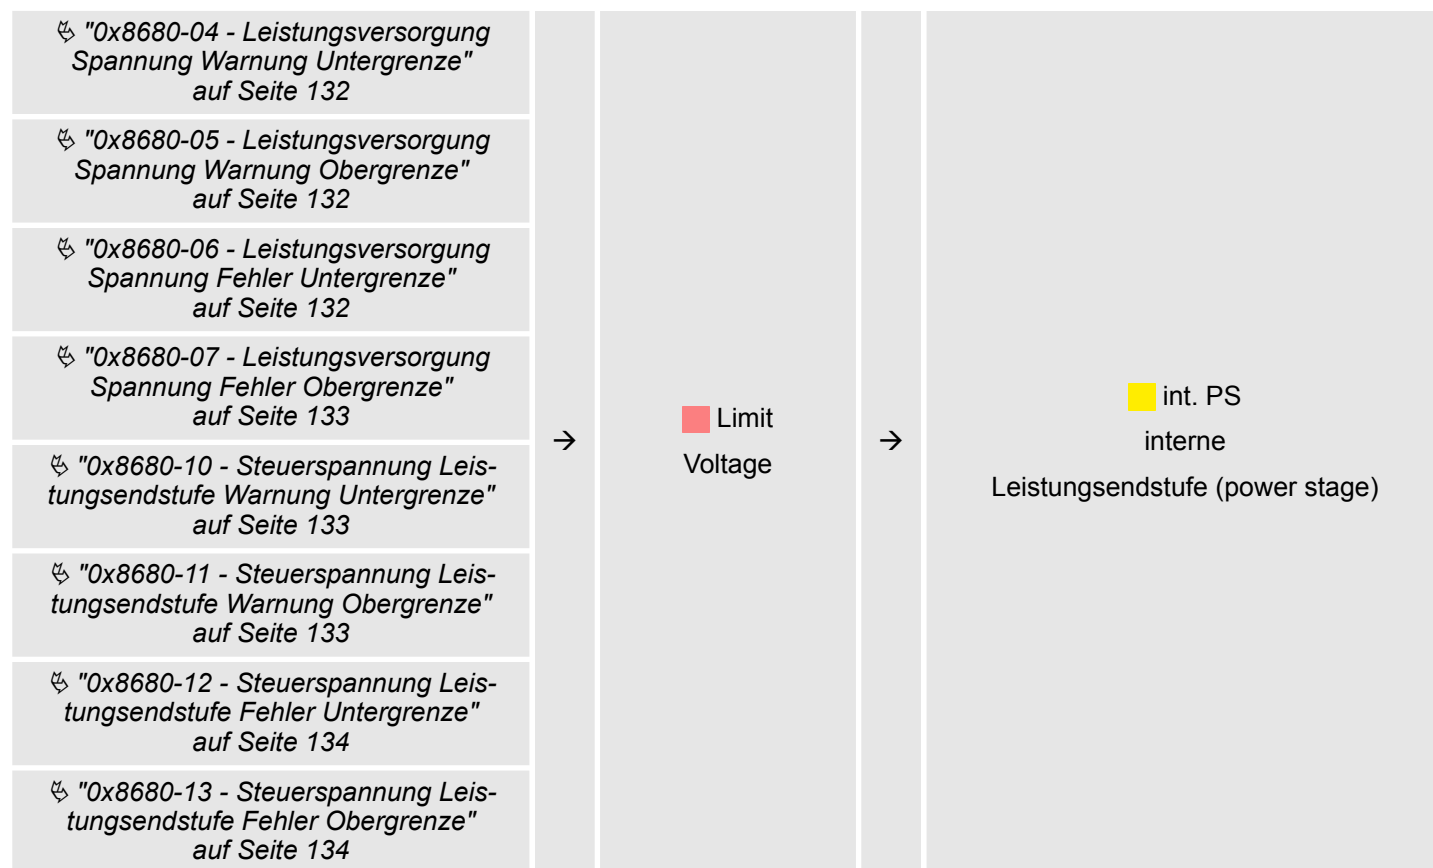 "0x8680-04 - Leistungsversorgung
Spannung Warnung Untergrenze"
auf Seite 132
"0x8680-05 - Leistungsversorgung
Spannung Warnung Obergrenze"
auf Seite 132
"0x8680-06 - Leistungsversorgung
Spannung Fehler Untergrenze"
auf Seite 132
"0x8680-07 - Leistungsversorgung
Spannung Fehler Obergrenze"
auf Seite 133
"0x8680-10 - Steuerspannung Leis-
tungsendstufe Warnung Untergrenze"
auf Seite 133
"0x8680-11 - Steuerspannung Leis-
tungsendstufe Warnung Obergrenze"
auf Seite 133
"0x8680-12 - Steuerspannung Leis-
tungsendstufe Fehler Untergrenze"
auf Seite 134
"0x8680-13 - Steuerspannung Leis-
tungsendstufe Fehler Obergrenze"
auf Seite 134
→
Limit
Voltage
→
int. PS
interne
Leistungsendstufe (power stage)